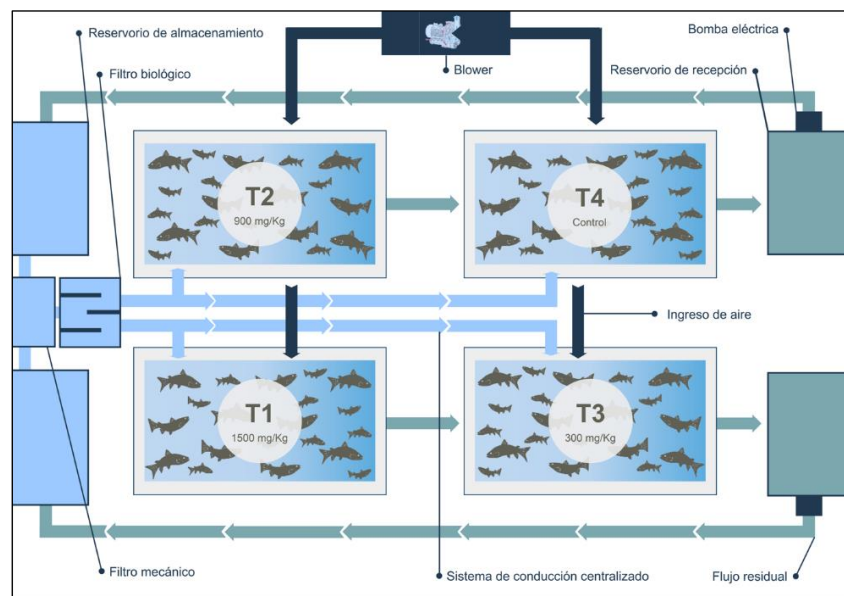 Reservorio de almacenamiento
Filtro biológico
Blower
Bomba eléctrica
Reservorio de recepción
T2
900 mg/Kg
T4
Control
Ingreso de aire
T1
1500 mg/Kg
T3
300 mg/Kg
Filtro mecánico
Sistema de conducción centralizado
Flujo residual